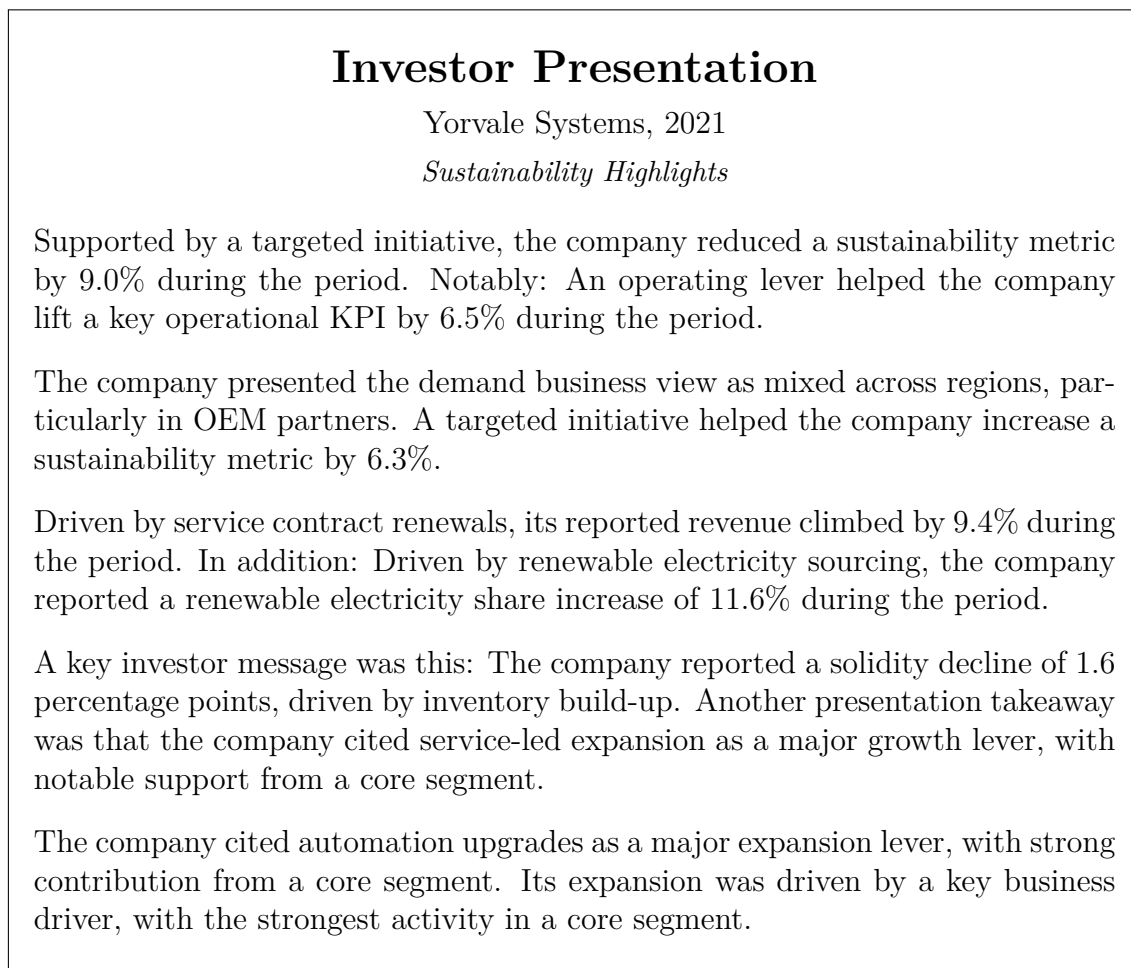 Investor Presentation
Yorvale Systems, 2021
Sustainability Highlights
Supported by a targeted initiative, the company reduced a sustainability metric
by 9.0% during the period. Notably: An operating lever helped the company
lift a key operational KPI by 6.5% during the period.
The company presented the demand business view as mixed across regions, par-
ticularly in OEM partners. A targeted initiative helped the company increase a
sustainability metric by 6.3%.
Driven by service contract renewals, its reported revenue climbed by 9.4% during
the period. In addition: Driven by renewable electricity sourcing, the company
reported a renewable electricity share increase of 11.6% during the period.
A key investor message was this: The company reported a solidity decline of 1.6
percentage points, driven by inventory build-up. Another presentation takeaway
was that the company cited service-led expansion as a major growth lever, with
notable support from a core segment.
The company cited automation upgrades as a major expansion lever, with strong
contribution from a core segment. Its expansion was driven by a key business
driver, with the strongest activity in a core segment.